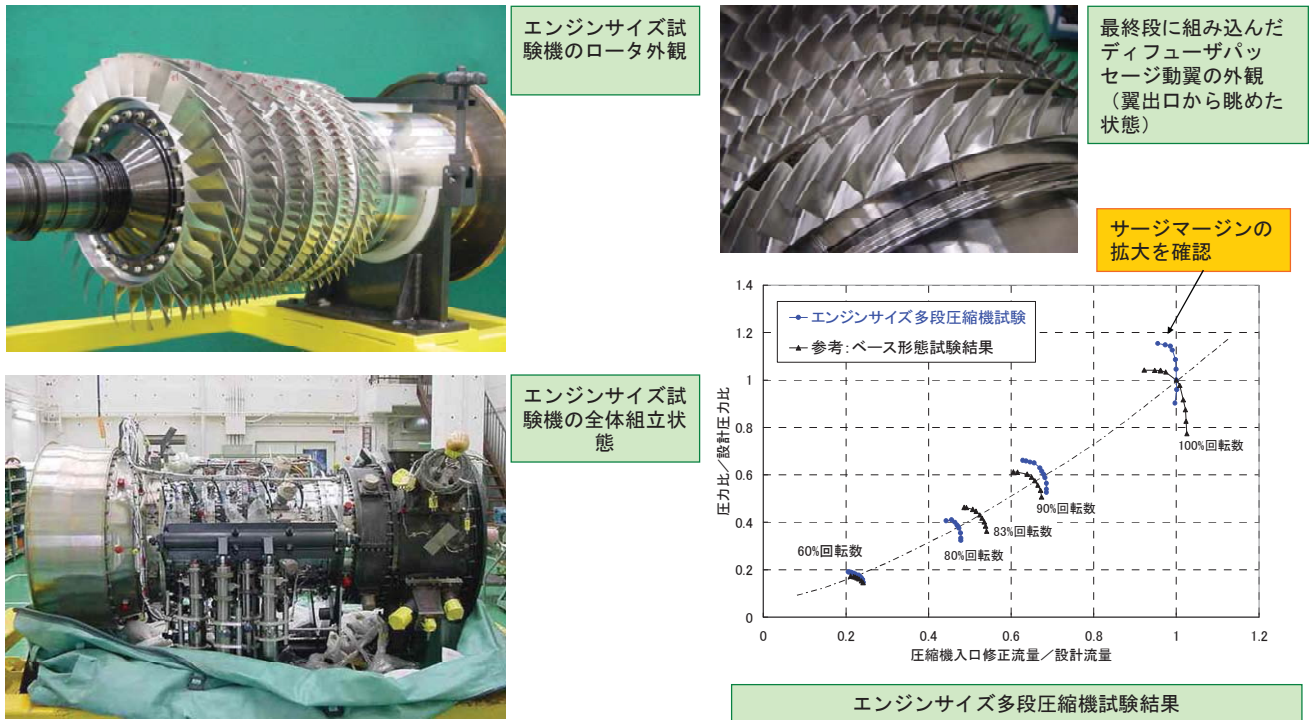 エンジンサイズ試
験機のロータ外観
最終段に組み込んだ
ディフューザパッ
セージ動翼の外観
(翼出口から眺めた
状態)
エンジンサイズ試
験機の全体組立状
態
サージマージンの
拡大を確認
エンジンサイズ多段圧縮機試験
参考:ベース形態試験結果
圧力比/設計圧力比
1.4
1.2
1
0.8
0.6
0.4
0.2
0
100%回転数
90%回転数
83%回転数
80%回転数
60%回転数
0 0.2 0.4 0.6 0.8 1 1.2
圧縮機入口修正流量/設計流量
エンジンサイズ多段圧縮機試験結果